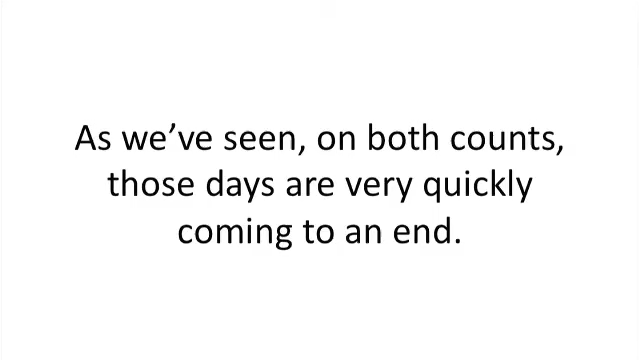 As we’ve seen, on both counts,
those days are very quickly
coming to an end.